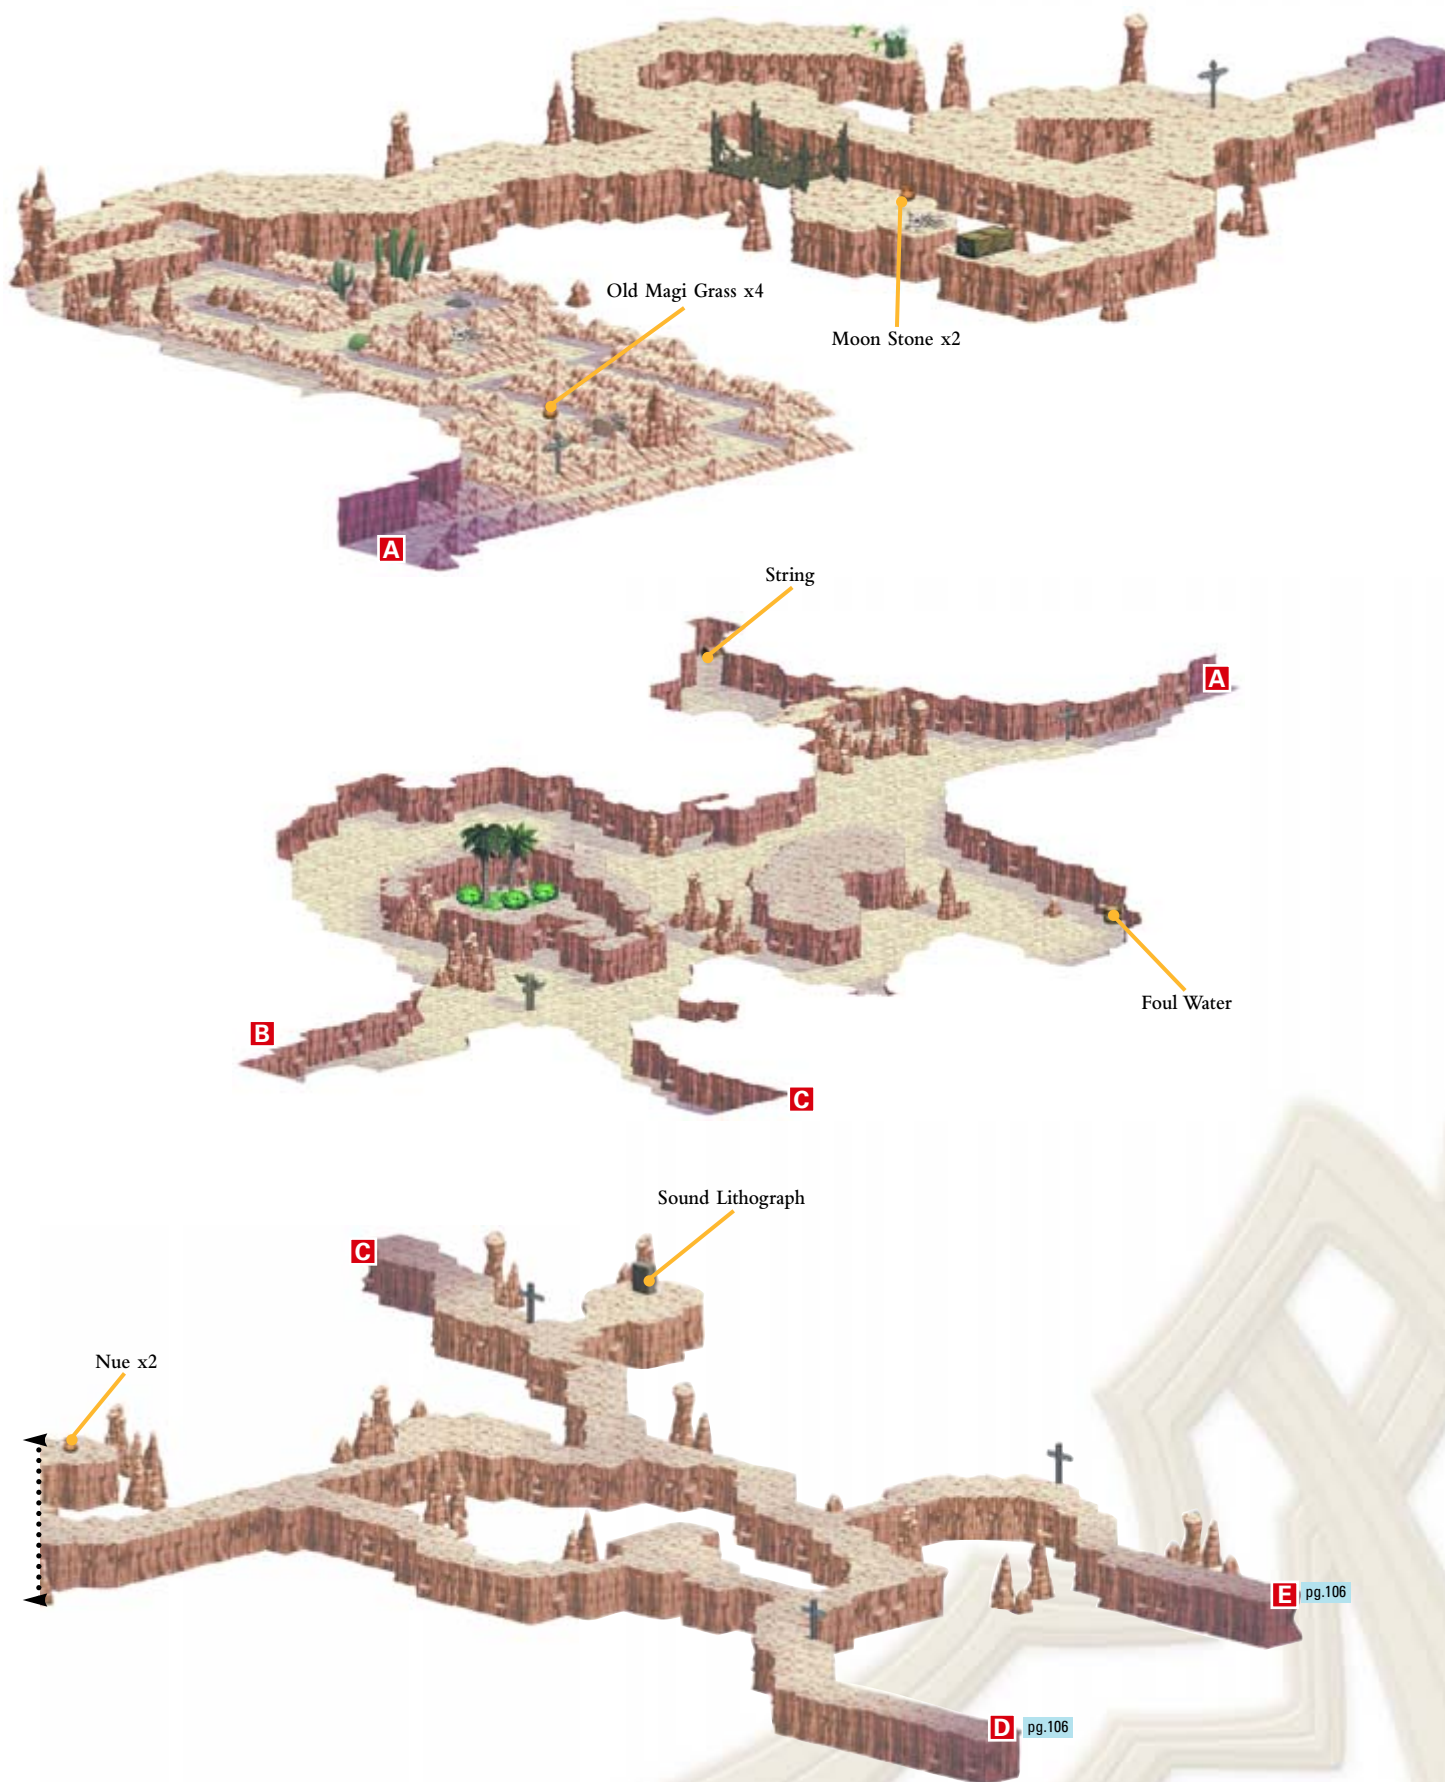 Old Magi Grass x4
Moon Stone x2
A
String
A
Foul Water
B
C
Sound Lithograph
C
Nue x2
E pg.106
D pg.106